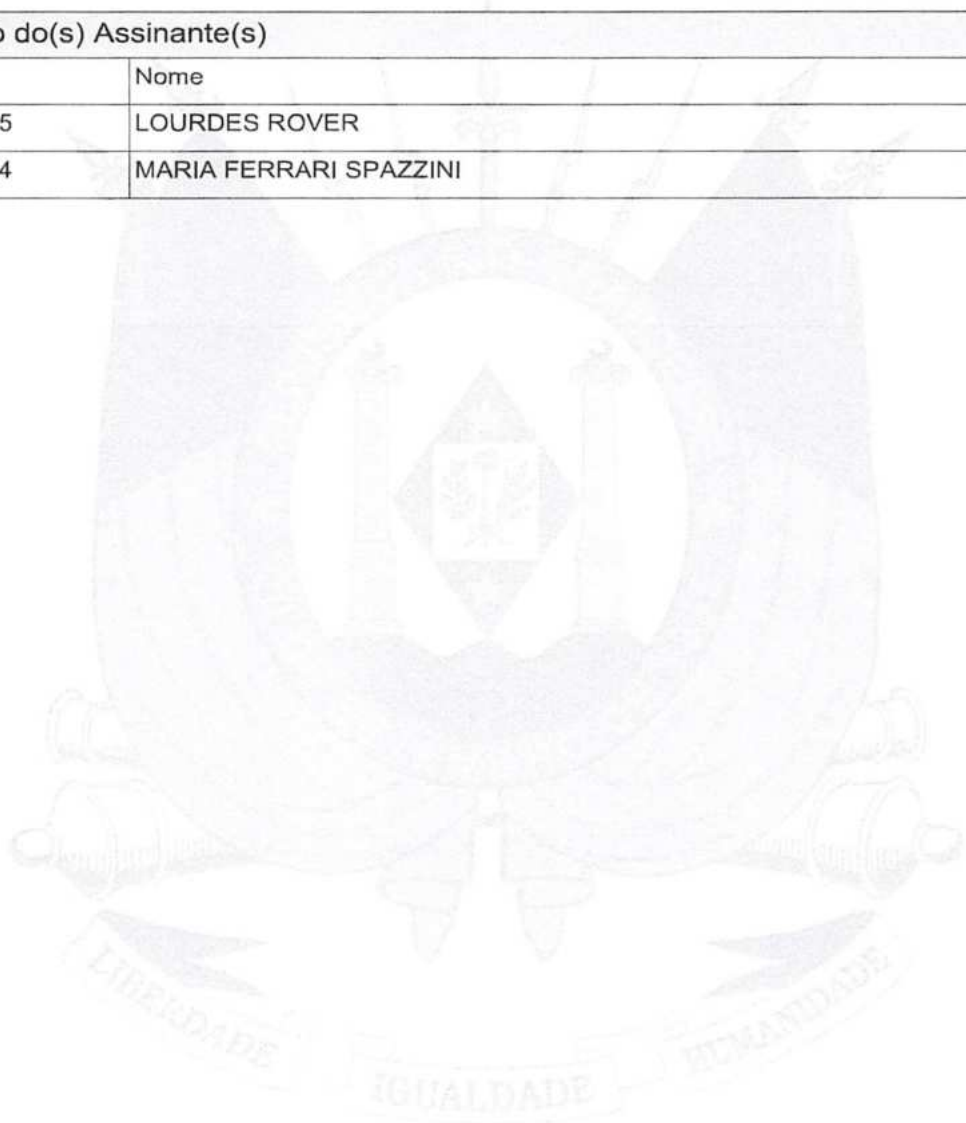 o do(s) Assinante(s)
Nome
5 LOURDES ROVER
4 MARIA FERRARI SPAZZINI
LIBERDADE IGUALDADE HUMANIDADE